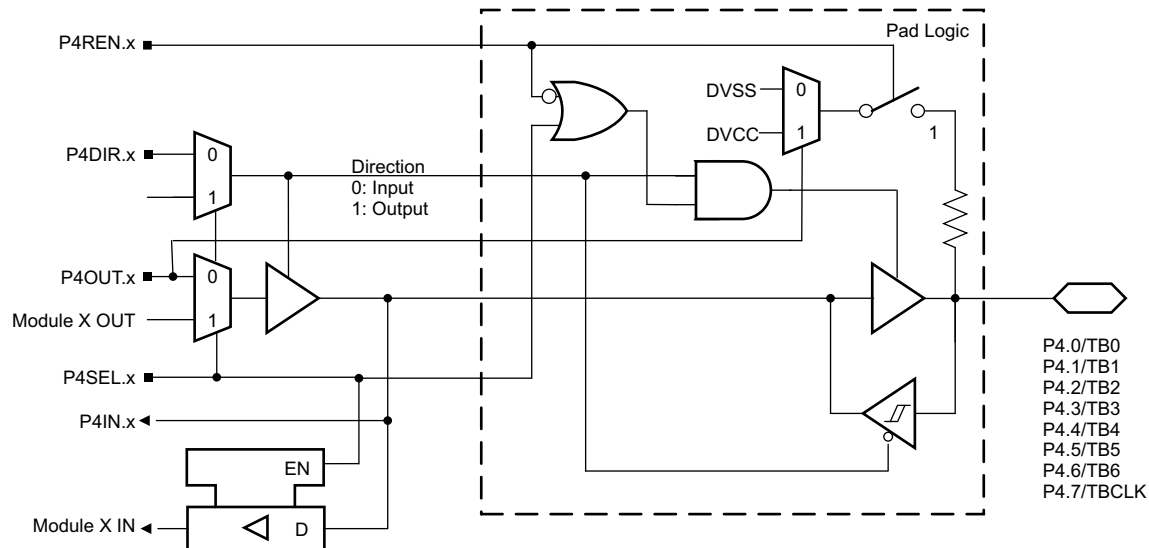 Pad Logic
P4REN.x
DVSS
0
DVCC
1
1
P4DIR.x
0
1
Direction
0: Input
1: Output
P4OUT.x
0
Module X OUT
1
P4SEL.x
P4IN.x
EN
Module X IN
D
P4.0/TB0
P4.1/TB1
P4.2/TB2
P4.3/TB3
P4.4/TB4
P4.5/TB5
P4.6/TB6
P4.7/TBCLK